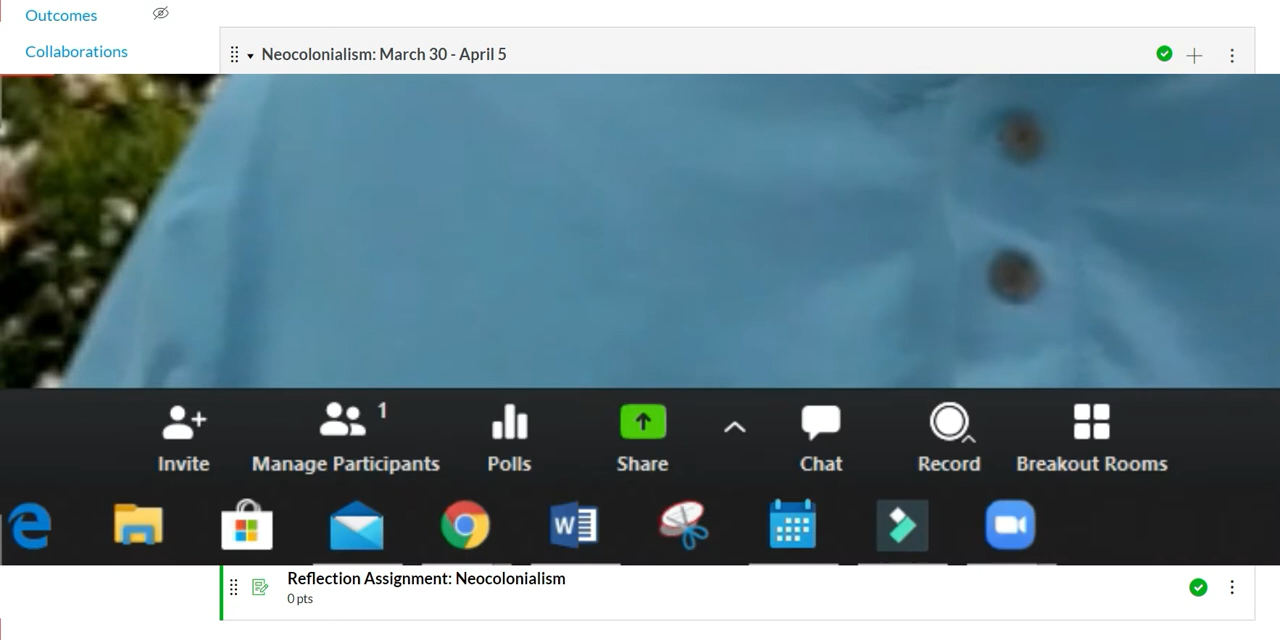 Outcomes
Collaborations
Neocolonialism: March 30 - April 5
1
Invite
Manage Participants
Polls
Share
Chat
Record
Breakout Rooms
W
Reflection Assignment: Neocolonialism
0 pts